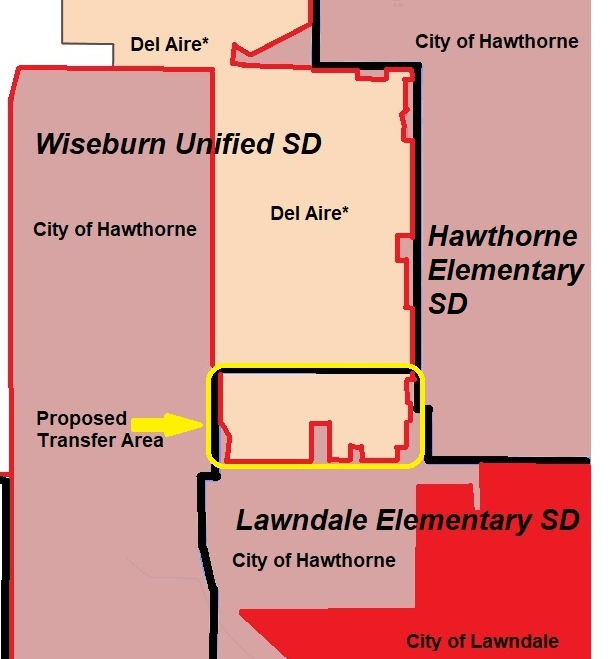 Del Aire*
City of Hawthorne
Wiseburn Unified SD
Del Aire*
City of Hawthorne
Hawthorne
Elementary
SD
Proposed
Transfer Area
Lawndale Elementary SD
City of Hawthorne
City of Lawndale